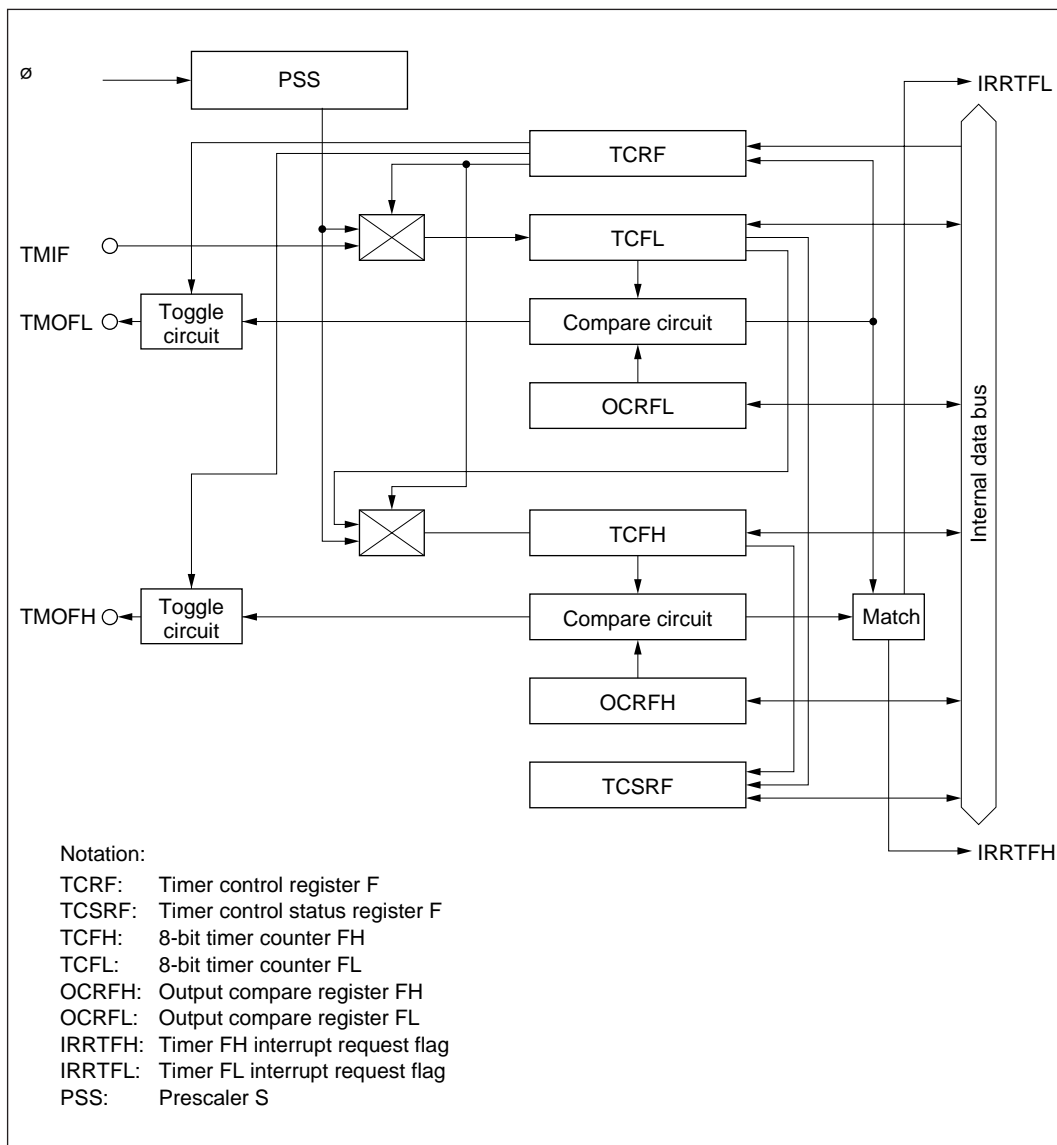 ø
PSS
IRRTFL
TCRF
TMIF
TCFL
TMOFL
Toggle
circuit
Compare circuit
OCRFL
Internal data bus
TCFH
TMOFH
Toggle
circuit
Compare circuit
Match
OCRFH
TCSRF
IRRTFH
Notation:
TCRF: Timer control register F
TCSRF: Timer control status register F
TCFH: 8-bit timer counter FH
TCFL: 8-bit timer counter FL
OCRFH: Output compare register FH
OCRFL: Output compare register FL
IRRTFH: Timer FH interrupt request flag
IRRTFL: Timer FL interrupt request flag
PSS: Prescaler S